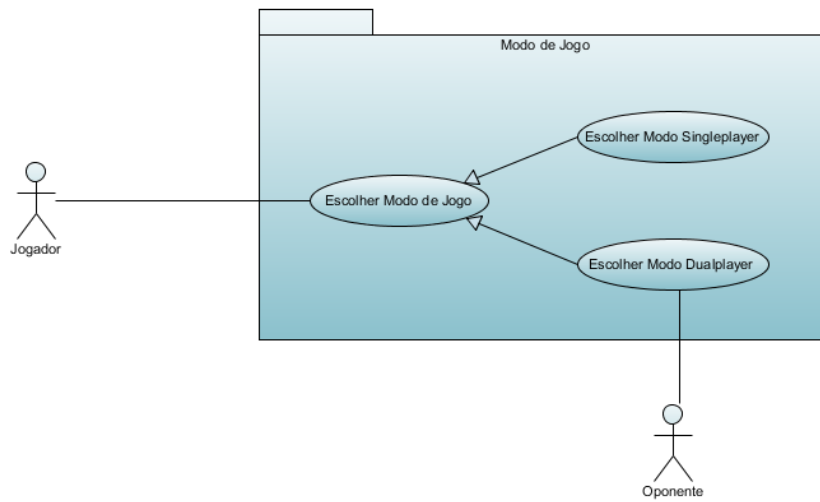 Modo de Jogo
Escolher Modo Singleplayer
Escolher Modo de Jogo
Jogador
Escolher Modo Dualplayer
Oponente